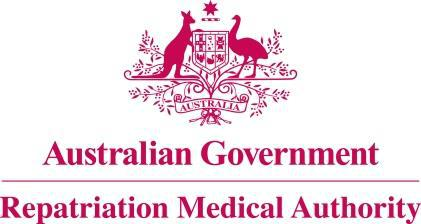 AUSTRALIA
Australian Government
Repatriation Medical Authority